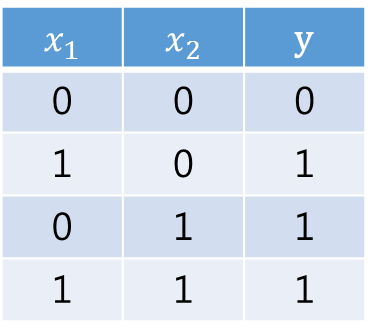 x₁ x₂ y
0 0 0
1 0 1
0 1 1
1 1 1